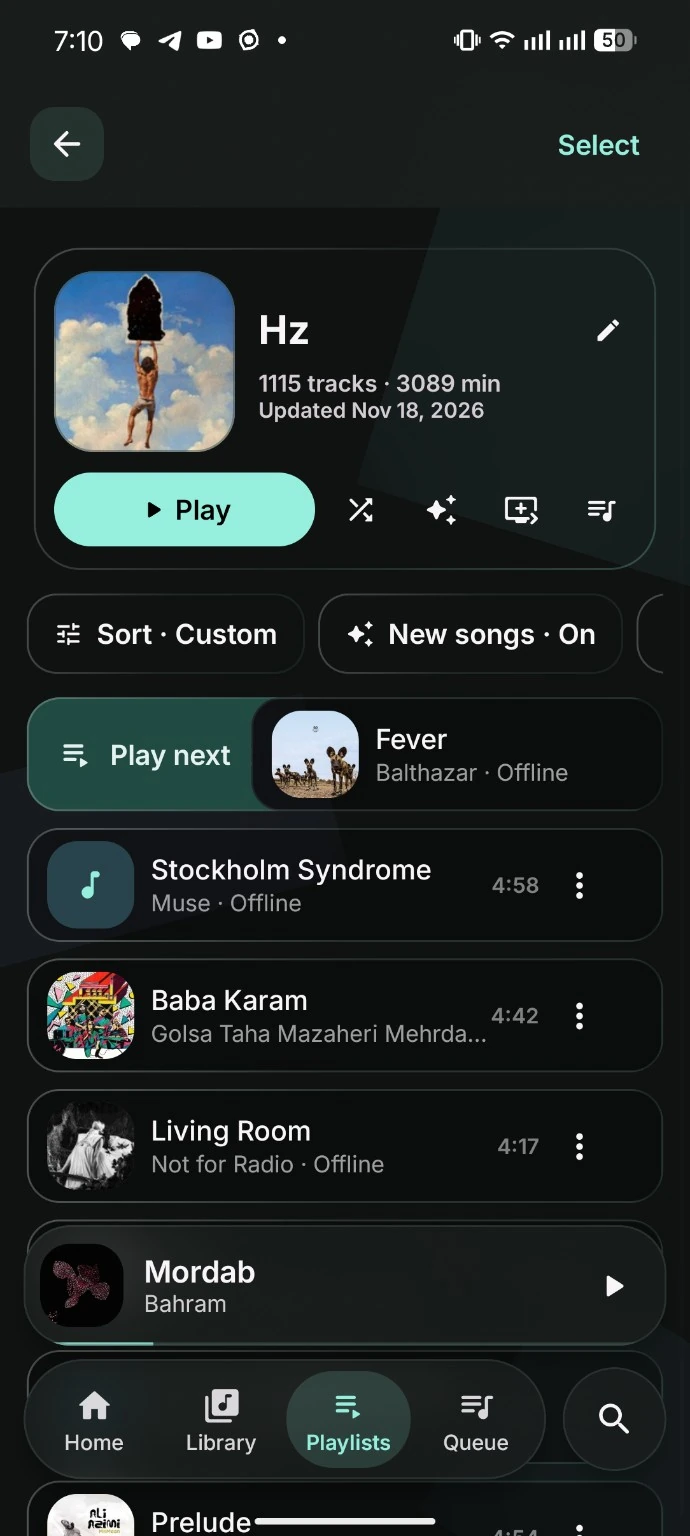 7:10
50
Select
Hz
1115 tracks · 3089 min
Updated Nov 18, 2026
Play
Sort · Custom
New songs · On
Play next
Fever
Balthazar · Offline
Stockholm Syndrome
4:58
Muse · Offline
Baba Karam
4:42
Golsa Taha Mazaheri Mehrda...
Living Room
4:17
Not for Radio · Offline
Mordab
Bahram
Home
Library
Playlists
Queue
ALI
AZIMI
Prelude